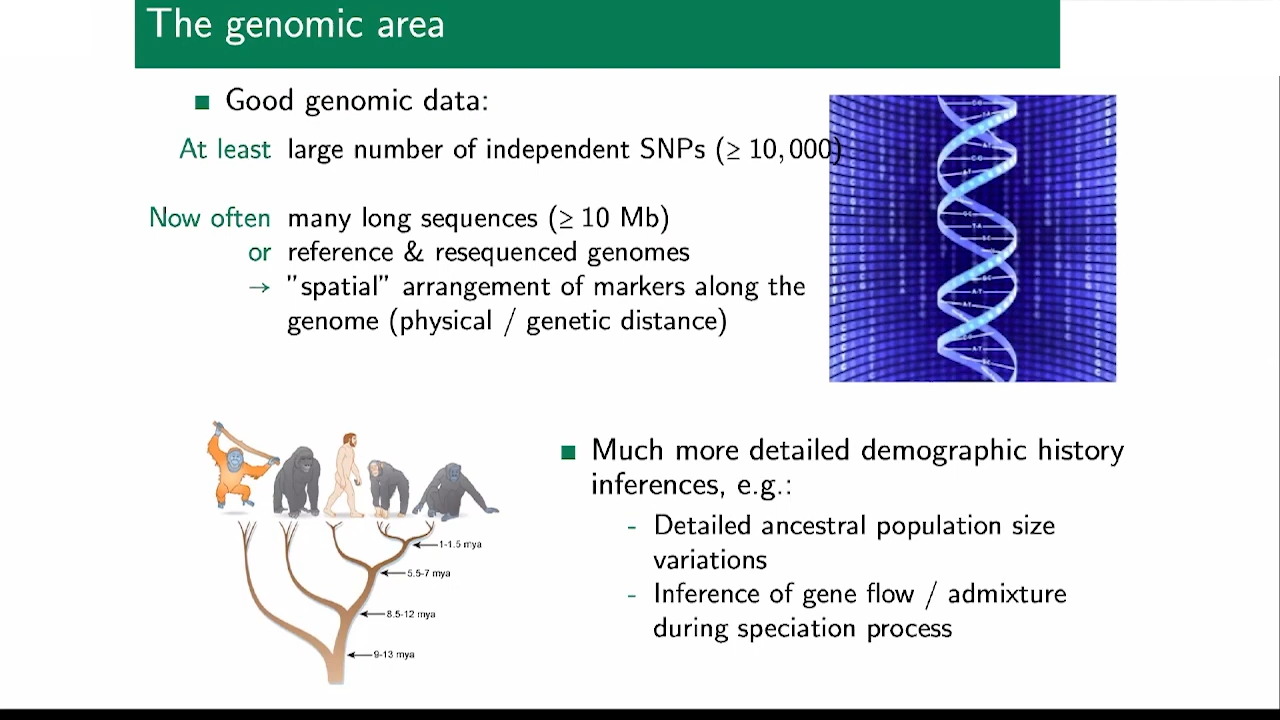 The genomic area
■ Good genomic data:
At least large number of independent SNPs (≥ 10, 000)
Now often many long sequences (≥ 10 Mb)
or reference & resequenced genomes
→ ”spatial” arrangement of markers along the
genome (physical / genetic distance)
1-1.5 mya
5.5-7 mya
8.5-12 mya
9-13 mya
■ Much more detailed demographic history
inferences, e.g.:
- Detailed ancestral population size
variations
- Inference of gene flow / admixture
during speciation process